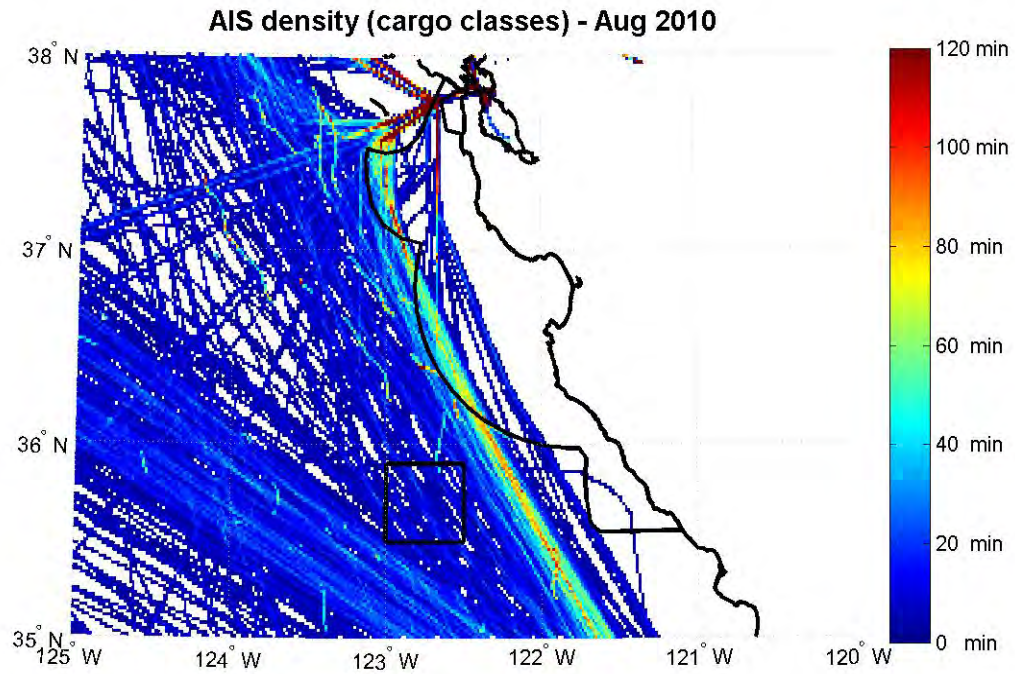 AIS density (cargo classes) - Aug 2010
38° N
37° N
36° N
35° N
125° W
124° W
123° W
122° W
121° W
120° W
120 min
100 min
80 min
60 min
40 min
20 min
0 min